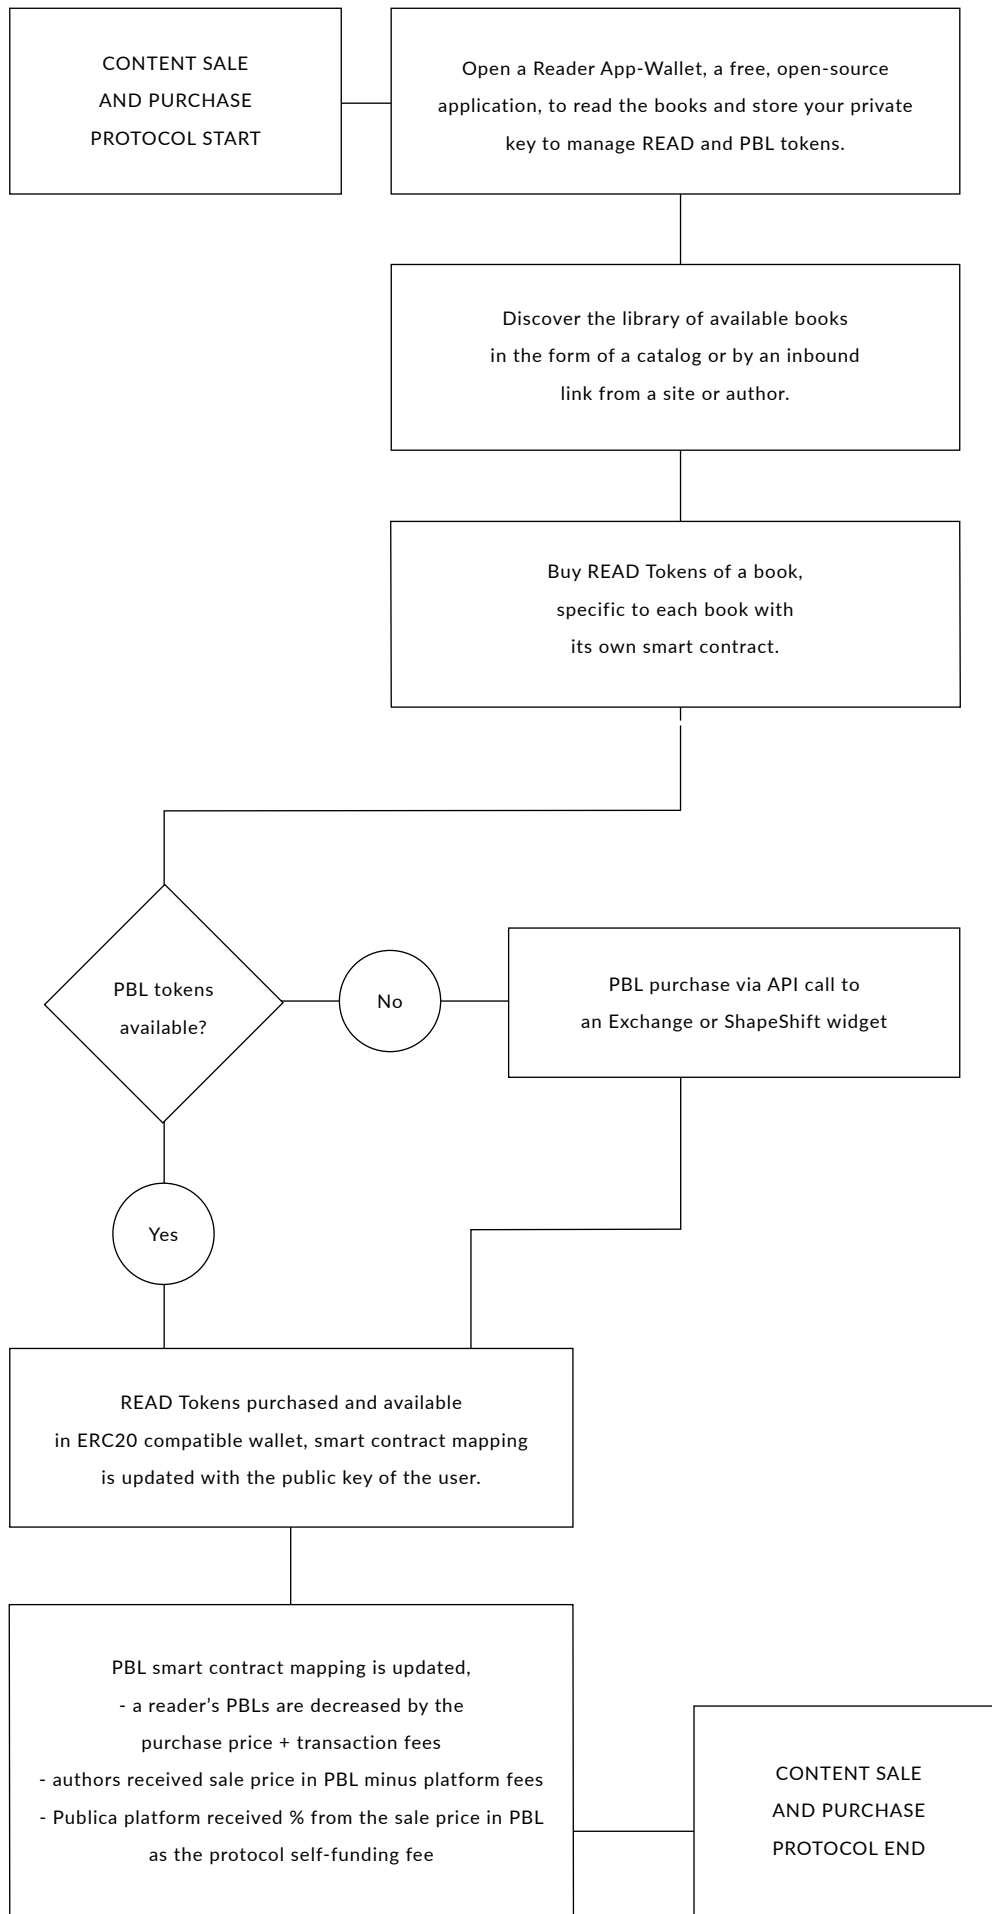 CONTENT SALE
AND PURCHASE
PROTOCOL START
Open a Reader App-Wallet, a free, open-source
application, to read the books and store your private
key to manage READ and PBL tokens.
Discover the library of available books
in the form of a catalog or by an inbound
link from a site or author.
Buy READ Tokens of a book,
specific to each book with
its own smart contract.
PBL tokens
available?
No
PBL purchase via API call to
an Exchange or ShapeShift widget
Yes
READ Tokens purchased and available
in ERC20 compatible wallet, smart contract mapping
is updated with the public key of the user.
PBL smart contract mapping is updated,
- a reader’s PBLs are decreased by the
purchase price + transaction fees
- authors received sale price in PBL minus platform fees
- Publica platform received % from the sale price in PBL
as the protocol self-funding fee
CONTENT SALE
AND PURCHASE
PROTOCOL END